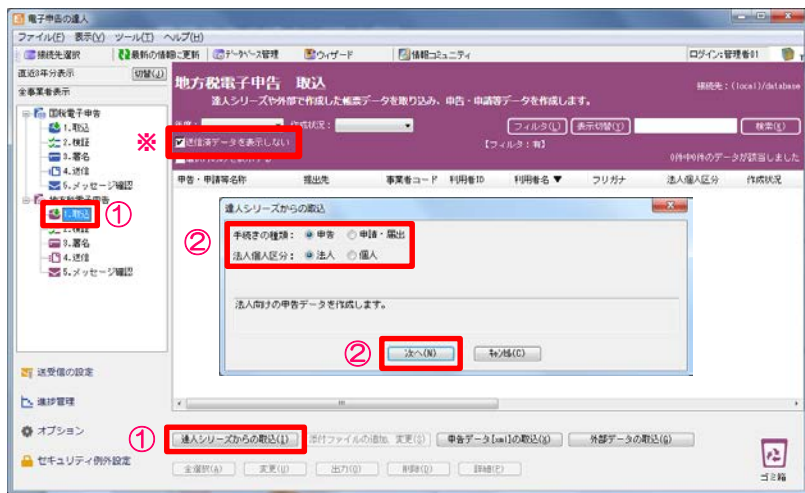 電子申告の達人
ファイル(F) 表示(V) ツール(T) ヘルプ(H)
接続先選択 最新の情報に更新 データベース管理 ウィザード 情報コミュニティ ログイン:管理者01
直近3年分表示 切替(J)
全事業者表示
国税電子申告
1.取込
2.検証
3.署名
4.送信
5.メッセージ確認
地方税電子申告
1.取込
2.検証
3.署名
4.送信
5.メッセージ確認
①
送受信の設定
進捗管理
オプション
セキュリティ例外設定
地方税電子申告 取込
接続先:(local)/database
達人シリーズや外部で作成した帳票データを取り込み、申告・申請等データを作成します。
作成状況:
フィルタ(L) 表示切替(Y) 検索(K)
※
送信済データを表示しない
【フィルタ:有】
0件中0件のデータが該当しました
申告・申請等名称 提出先 事業者コード 利用者ID 利用者名▼ フリガナ 法人個人区分 作成状況
達人シリーズからの取込
②
手続きの種類: 申告 申請・届出
法人個人区分: 法人 個人
法人向けの申告データを作成します。
②
次へ(N) キャンセル(C)
①
達人シリーズからの取込(I) 添付ファイルの追加、変更(S) 申告データ[xml]の取込(X) 外部データの取込(G)
全選択(A) 変更(U) 出力(O) 削除(D) 詳細(E)
ゴミ箱